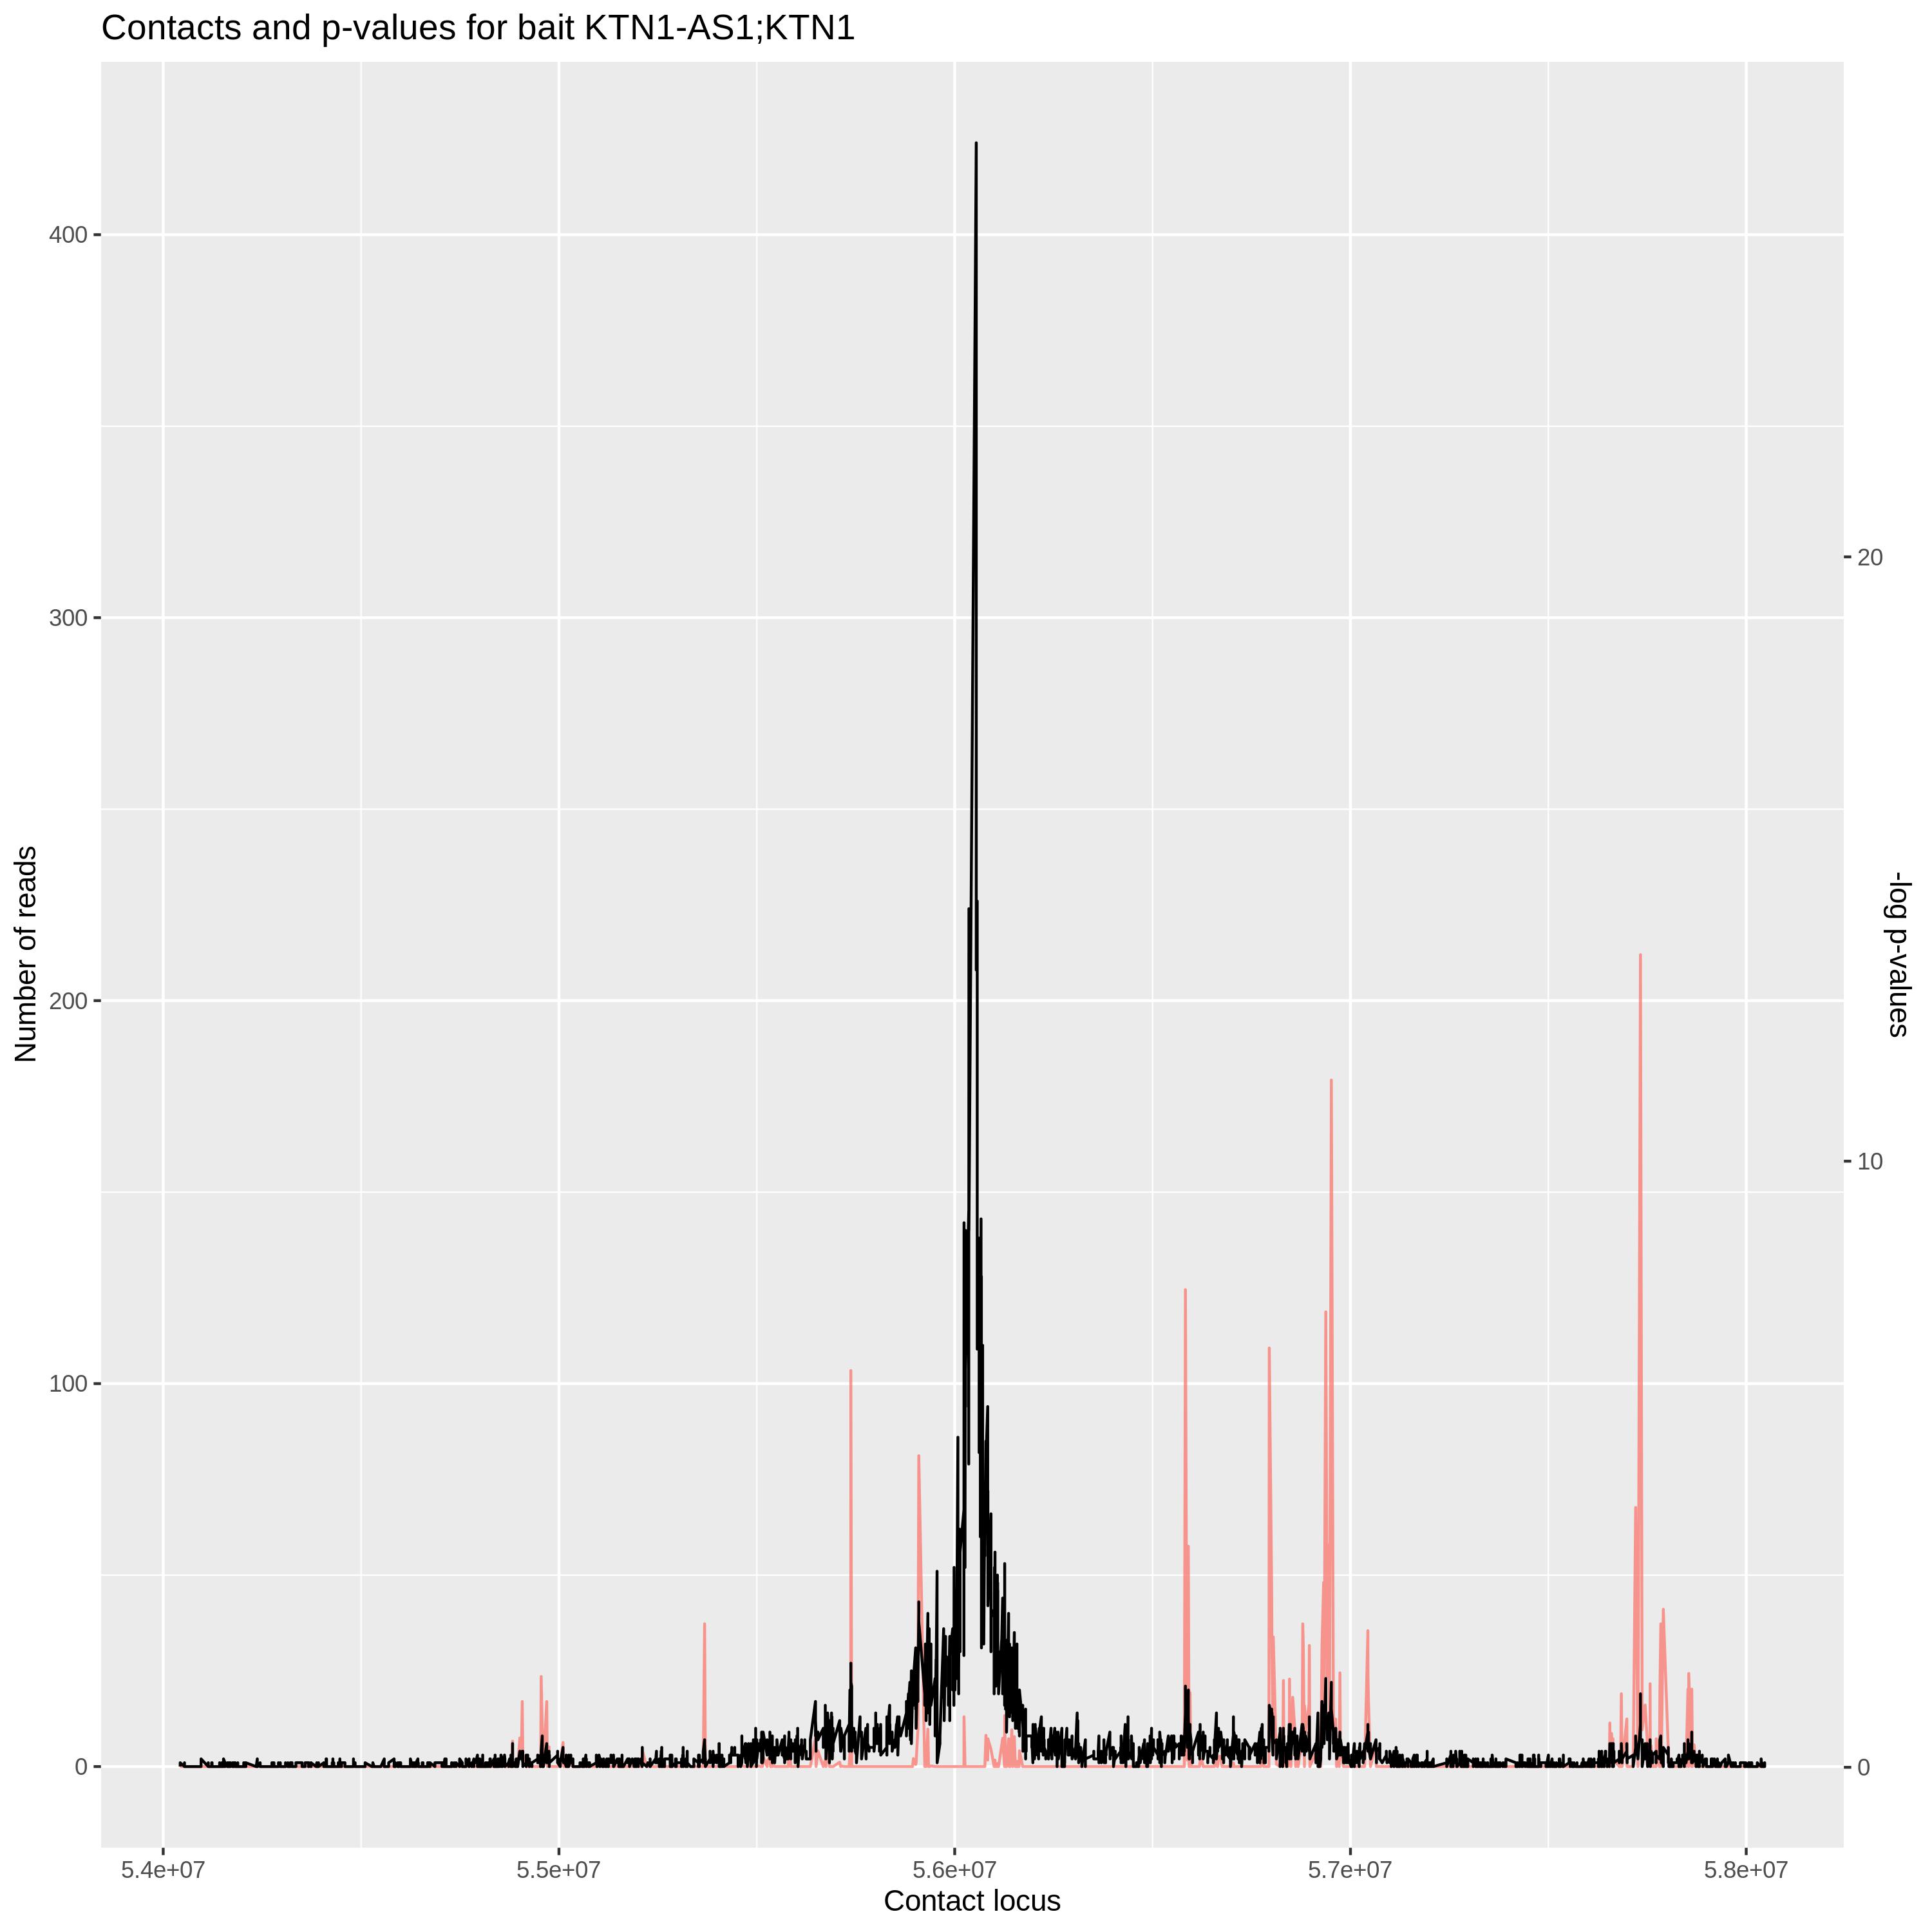 Contacts and p-values for bait KTN1-AS1;KTN1
400
300
200
100
0
Number of reads
20
10
0
-log p-values
5.4e+07
5.5e+07
5.6e+07
5.7e+07
5.8e+07
Contact locus